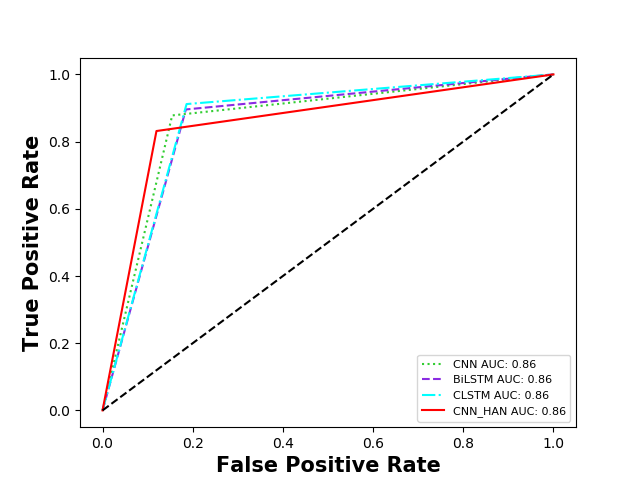 1.0
0.8
0.6
0.4
0.2
0.0
True Positive Rate
CNN AUC: 0.86
BiLSTM AUC: 0.86
CLSTM AUC: 0.86
CNN_HAN AUC: 0.86
0.0 0.2 0.4 0.6 0.8 1.0
False Positive Rate